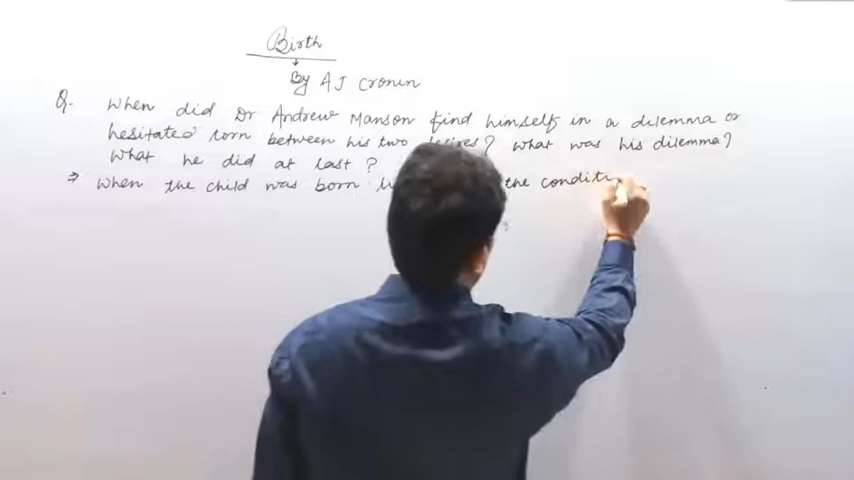 Birth
By AJ Cronin
Q. When did Dr Andrew Manson find himself in a dilemma or
hesitated torn between his two desires? What was his dilemma?
What he did at last?
⇒ When the child was born the conditi